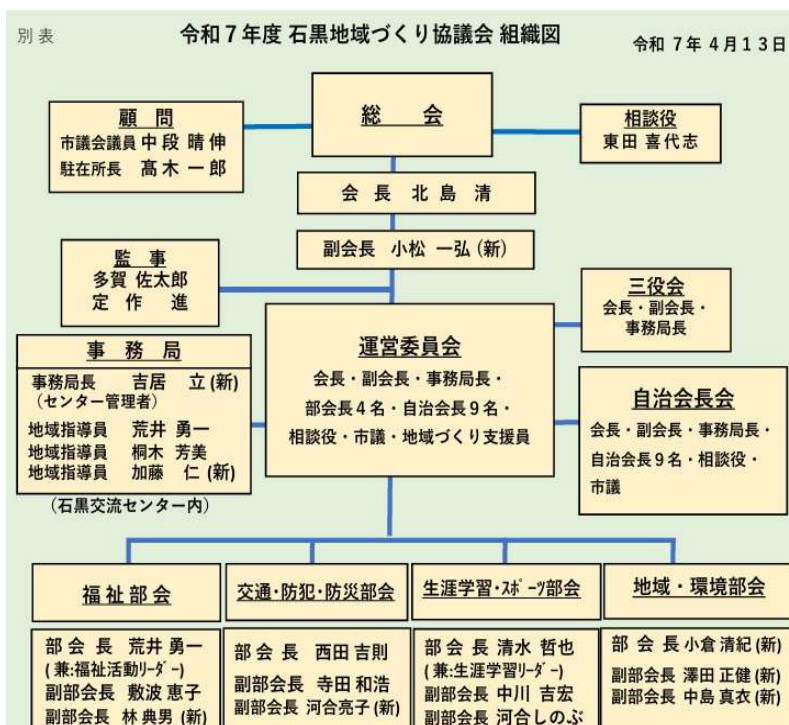 別表
令和7年度 石黒地域づくり協議会 組織図
令和 7年 4月13日
総 会
顧 問
市議会議員 中段 晴伸
駐在所長 髙木 一郎
相談役
東田 喜代志
会 長 北 島 清
副会長 小松 一弘 (新)
監 事
多賀 佐太郎
定 作 進
三役会
会長・副会長・
事務局長
事 務 局
事務局長 吉居 立 (新)
(センター管理者)
地域指導員 荒井 勇一
地域指導員 桐木 芳美
地域指導員 加藤 仁 (新)
(石黒交流センター内)
運営委員会
会長・副会長・事務局長・
部会長4名・自治会長9名・
相談役・市議・地域づくり支援員
自治会長会
会長・副会長・事務局長・
自治会長9名・相談役・
市議
福祉部会
部 会 長 荒井 勇一
(兼:福祉活動リーダー)
副部会長 敷波 恵子
副部会長 林 典男 (新)
交通・防犯・防災部会
部 会 長 西田 吉則
副部会長 寺田 和浩
副部会長 河合亮子 (新)
生涯学習・スポーツ部会
部 会 長 清水 哲也
(兼:生涯学習リーダー)
副部会長 中川 吉宏
副部会長 河合しのぶ
地域・環境部会
部 会 長 小倉 清紀 (新)
副部会長 澤田 正健 (新)
副部会長 中島 真衣 (新)